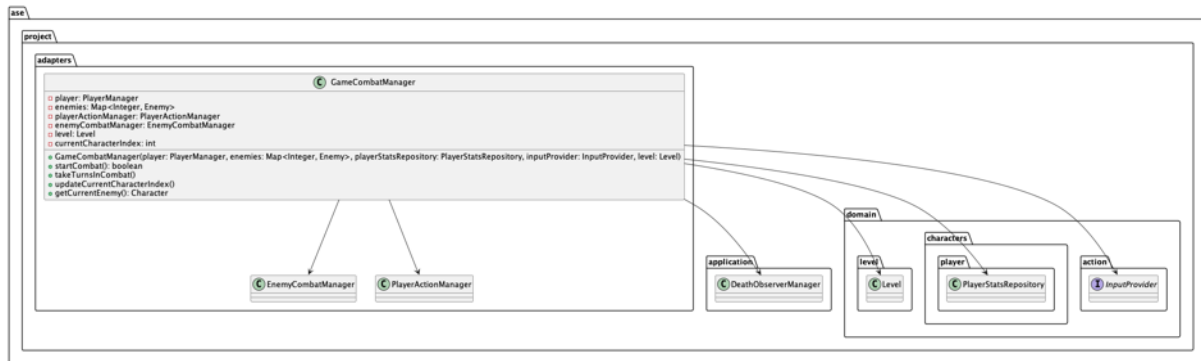 ase
project
adapters
C GameCombatManager
player: PlayerManager
enemies: Map<Integer, Enemy>
playerActionManager: PlayerActionManager
enemyCombatManager: EnemyCombatManager
level: Level
currentCharacterIndex: int
GameCombatManager(player: PlayerManager, enemies: Map<Integer, Enemy>, playerStatsRepository: PlayerStatsRepository, inputProvider: InputProvider, level: Level)
startCombat(): boolean
takeTurnsInCombat()
updateCurrentCharacterIndex()
getCurrentEnemy(): Character
C EnemyCombatManager
C PlayerActionManager
application
C DeathObserverManager
domain
level
C Level
characters
player
C PlayerStatsRepository
action
I InputProvider